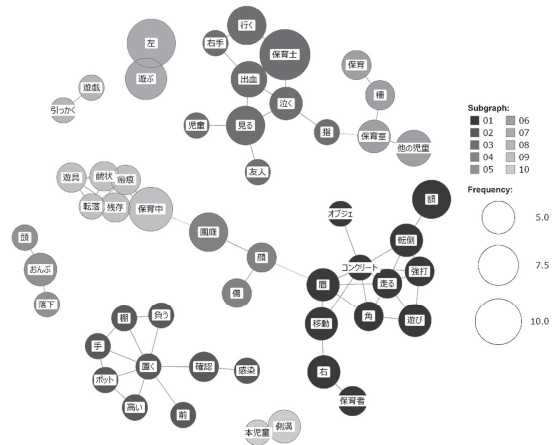 左
遊ぶ
遊戯
引っかく
行く
右手
保育士
出血
泣く
見る
児童
友人
指
保育
柵
保育室
他の児童
Subgraph:
01
02
03
04
05
06
07
08
09
10
Frequency:
5.0
7.5
10.0
遊具
醜状
瘢痕
転落
残存
保育中
園庭
顔
傷
頭
おんぶ
落下
額
オブジェ
転倒
コンクリート
強打
眉
走る
移動
角
遊び
右
保育者
棚
負う
手
置く
確認
感染
ポット
高い
前
本児童
側溝